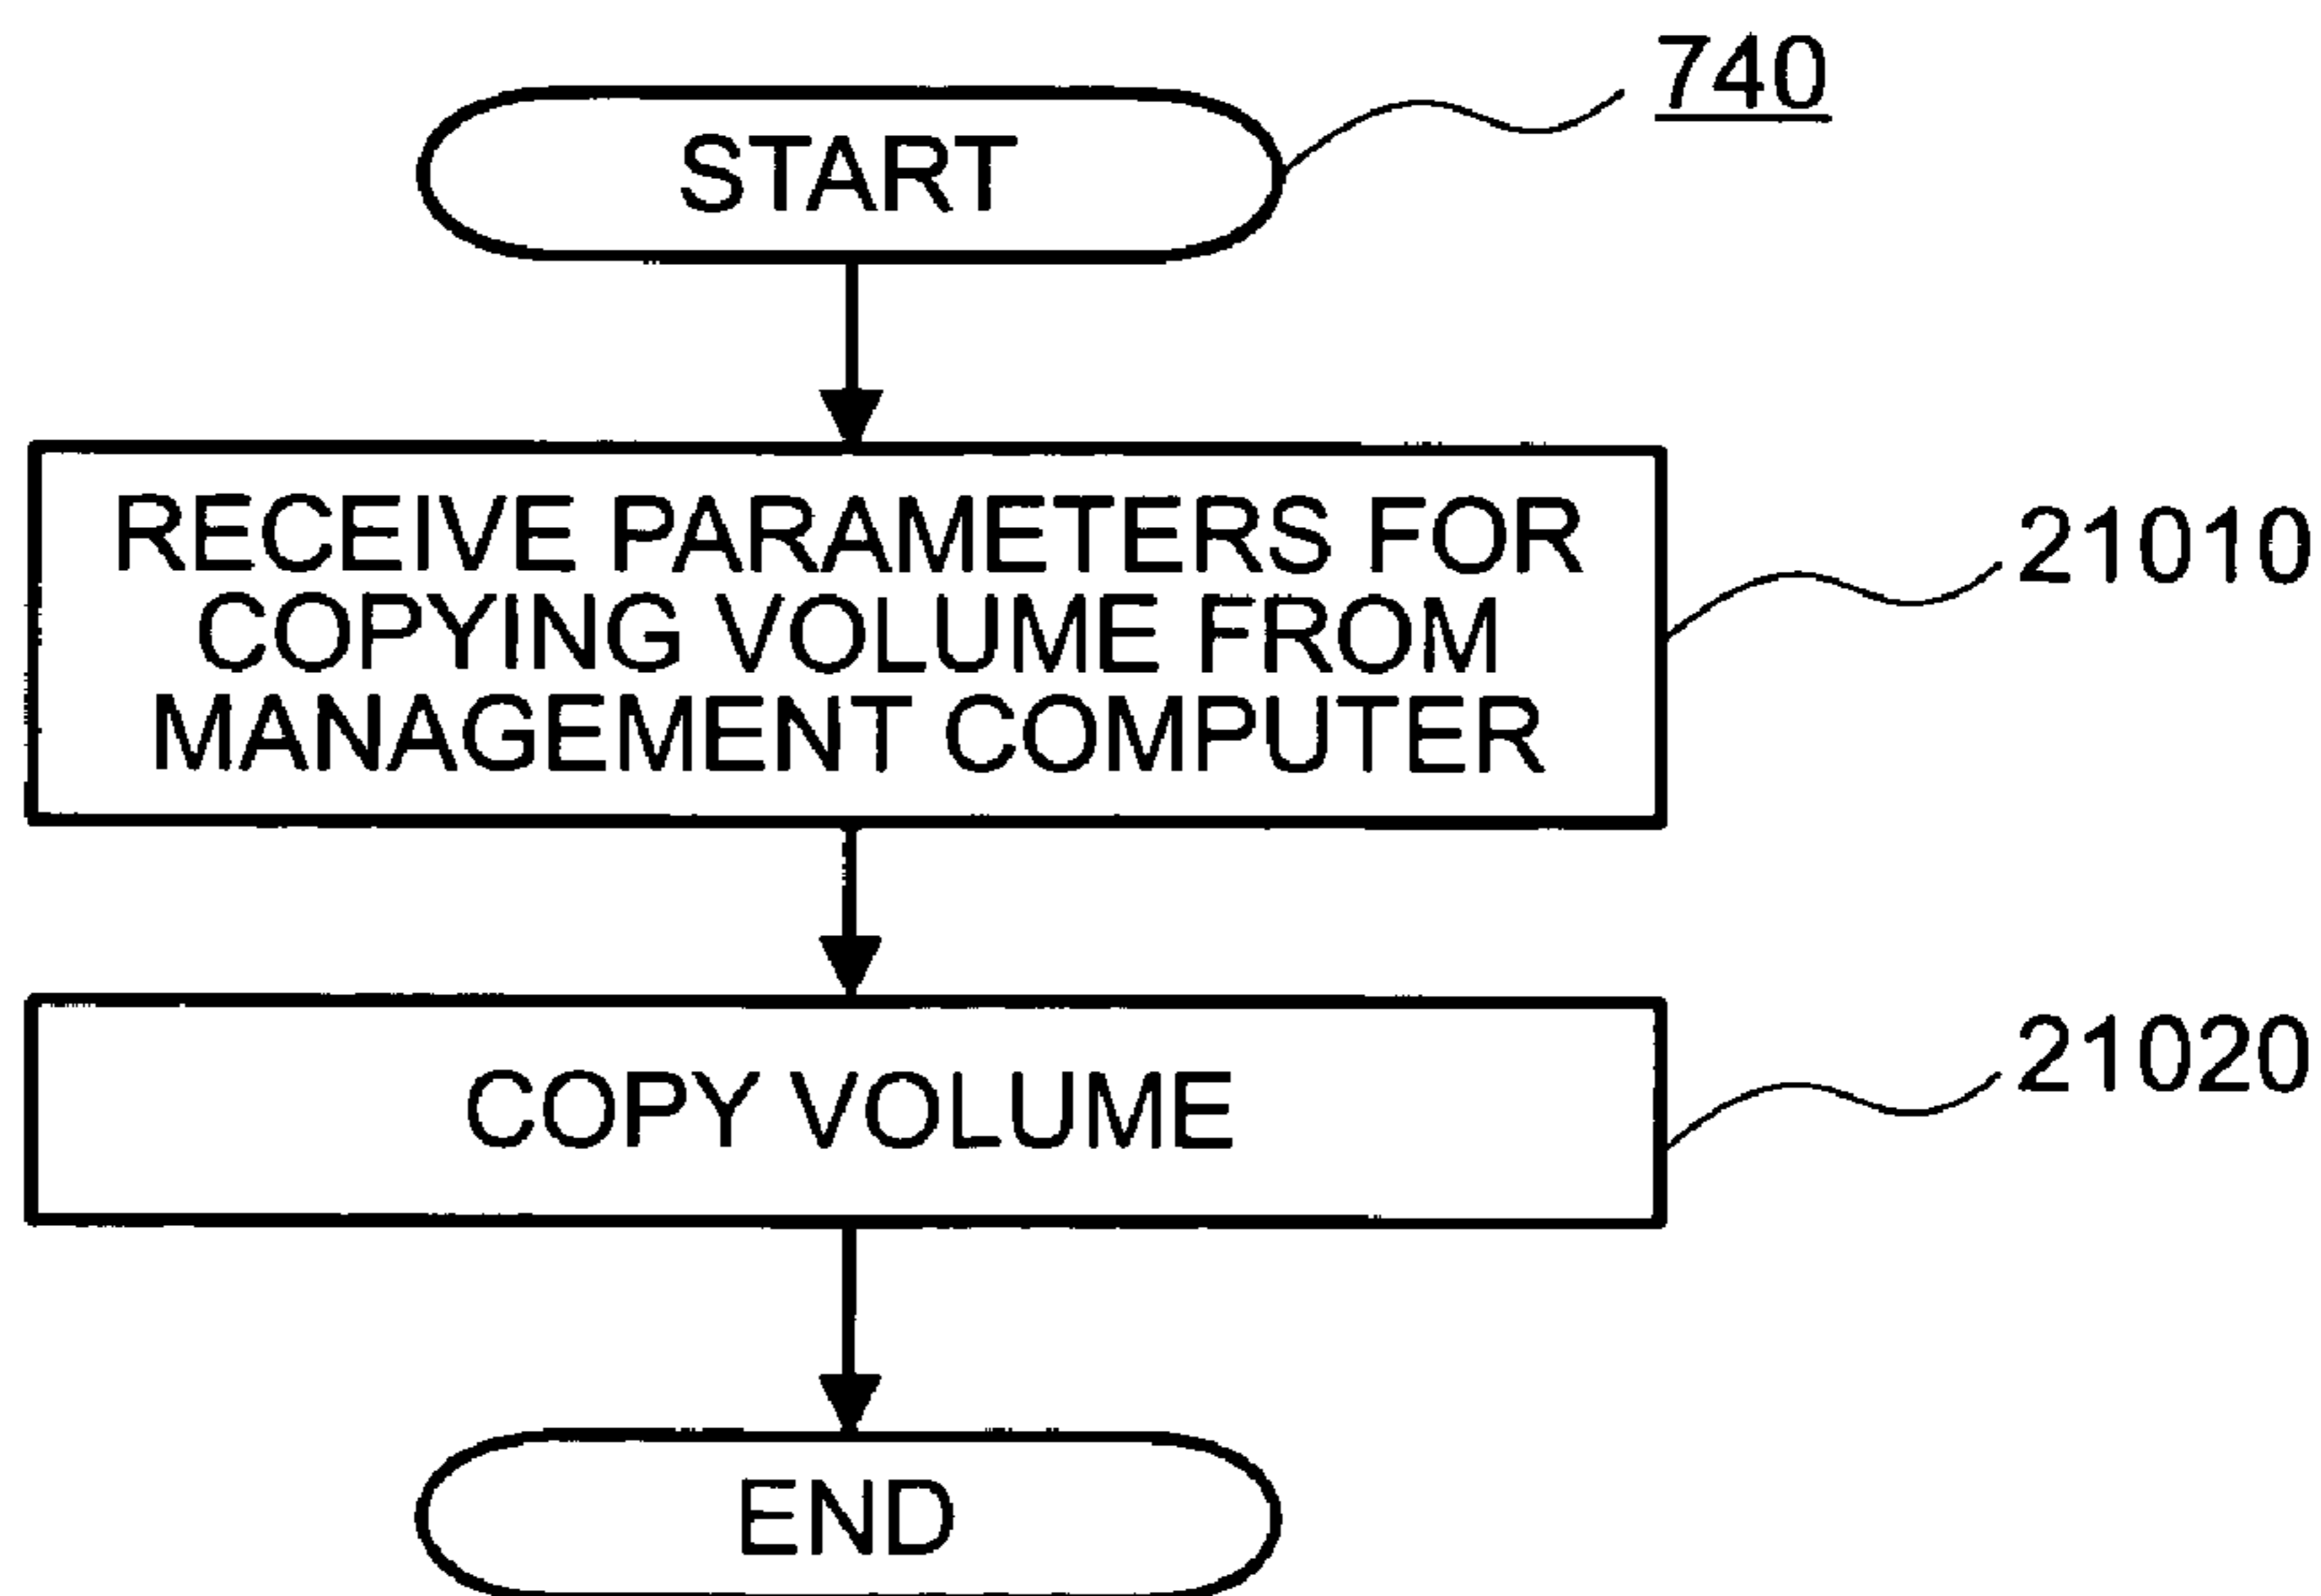 START
740
RECEIVE PARAMETERS FOR
COPYING VOLUME FROM
MANAGEMENT COMPUTER
21010
COPY VOLUME
21020
END